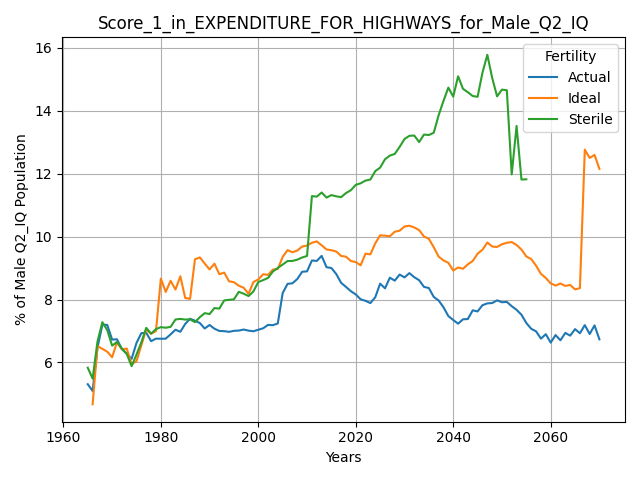 Score_1_in_EXPENDITURE_FOR_HIGHWAYS_for_Male_Q2_IQ
% of Male Q2_IQ Population
16
14
12
10
8
6
Fertility
Actual
Ideal
Sterile
1960 1980 2000 2020 2040 2060
Years